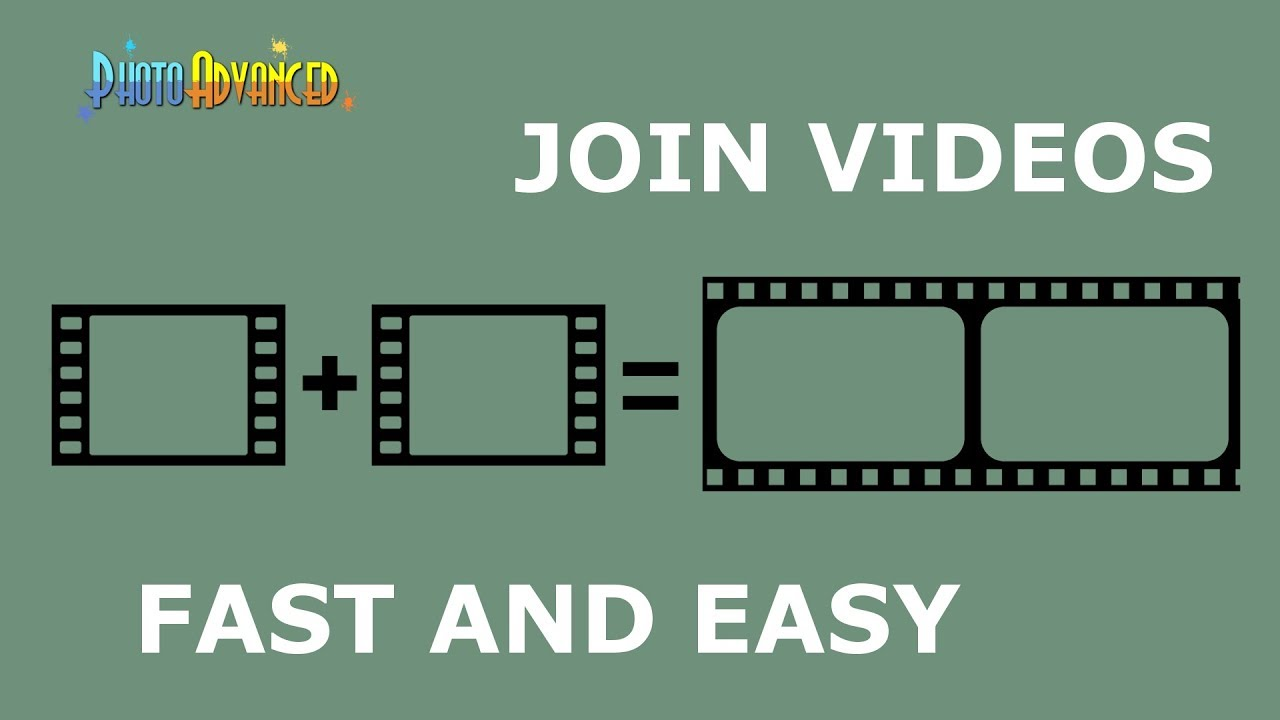 PHOTOADVANCED
JOIN VIDEOS
+ =
FAST AND EASY